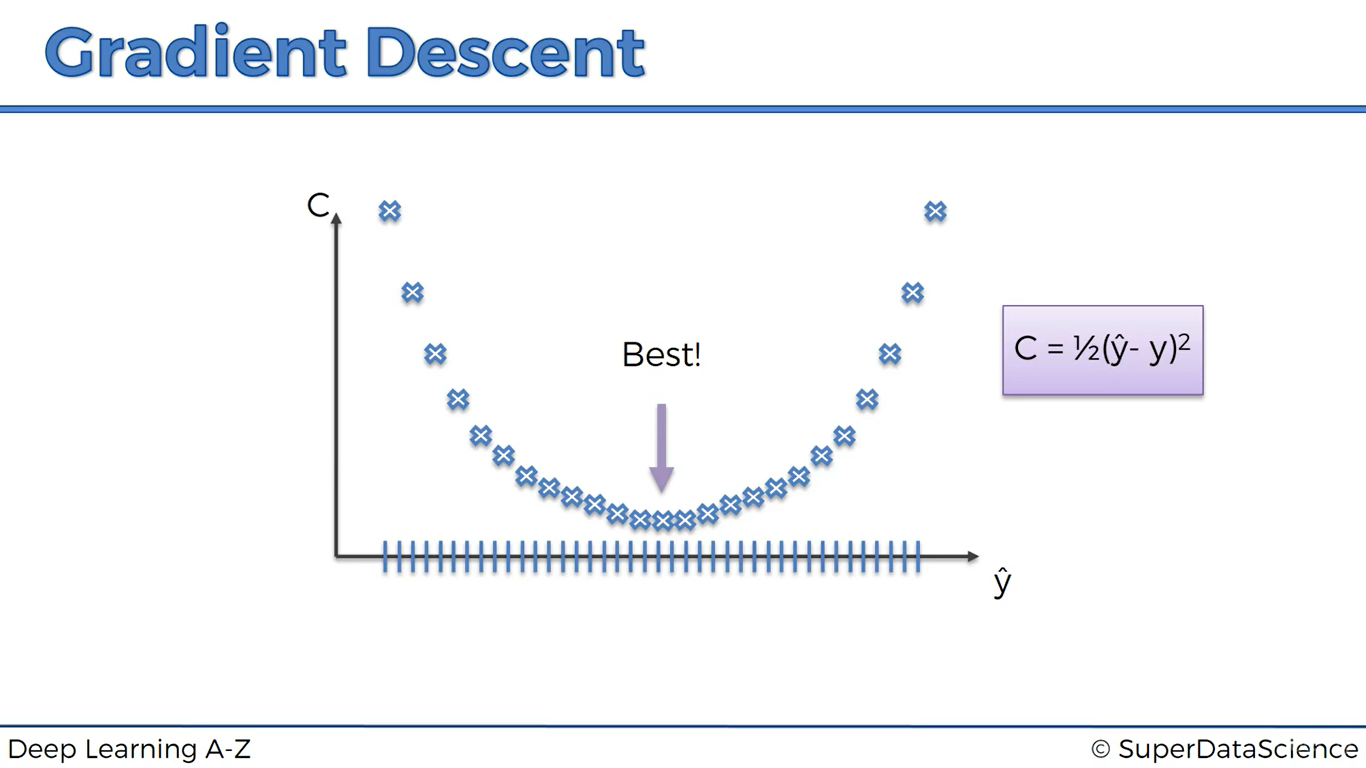 Gradient Descent
C
Best!
C = ½(ŷ- y)²
ŷ
Deep Learning A-Z
© SuperDataScience